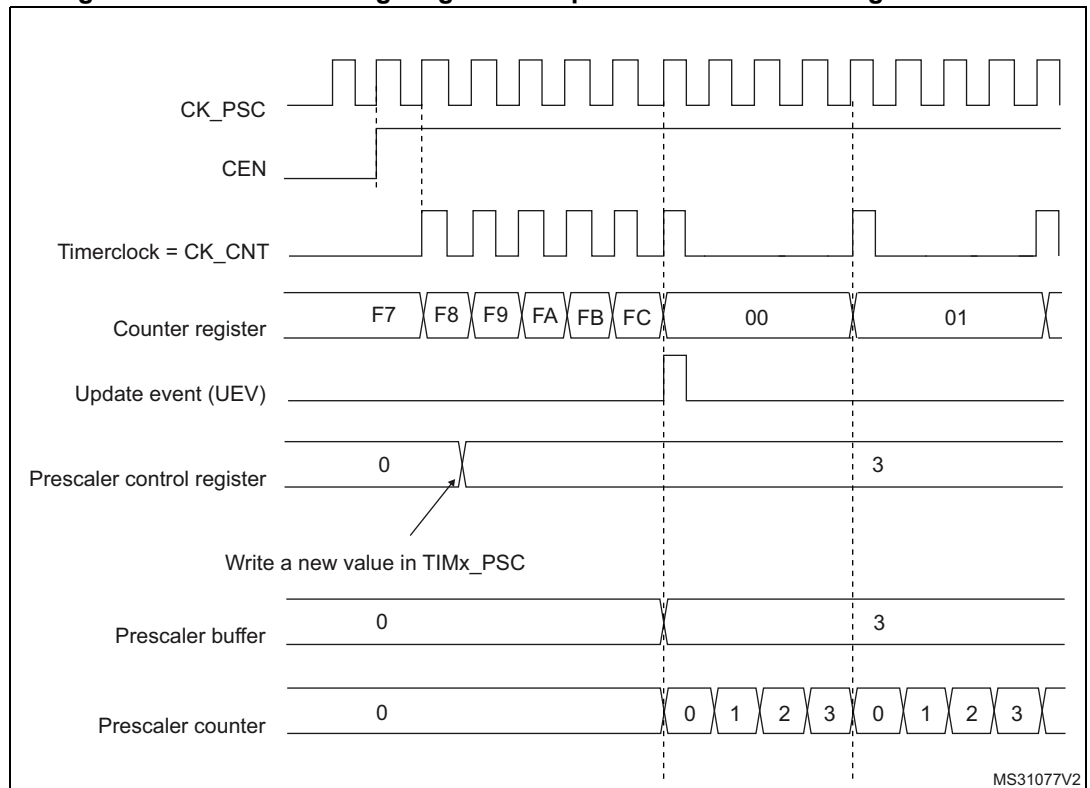 CK_PSC
CEN
Timerclock = CK_CNT
Counter register
F7 F8 F9 FA FB FC 00 01
Update event (UEV)
Prescaler control register
0 3
Write a new value in TIMx_PSC
Prescaler buffer
0 3
Prescaler counter
0 0 1 2 3 0 1 2 3
MS31077V2